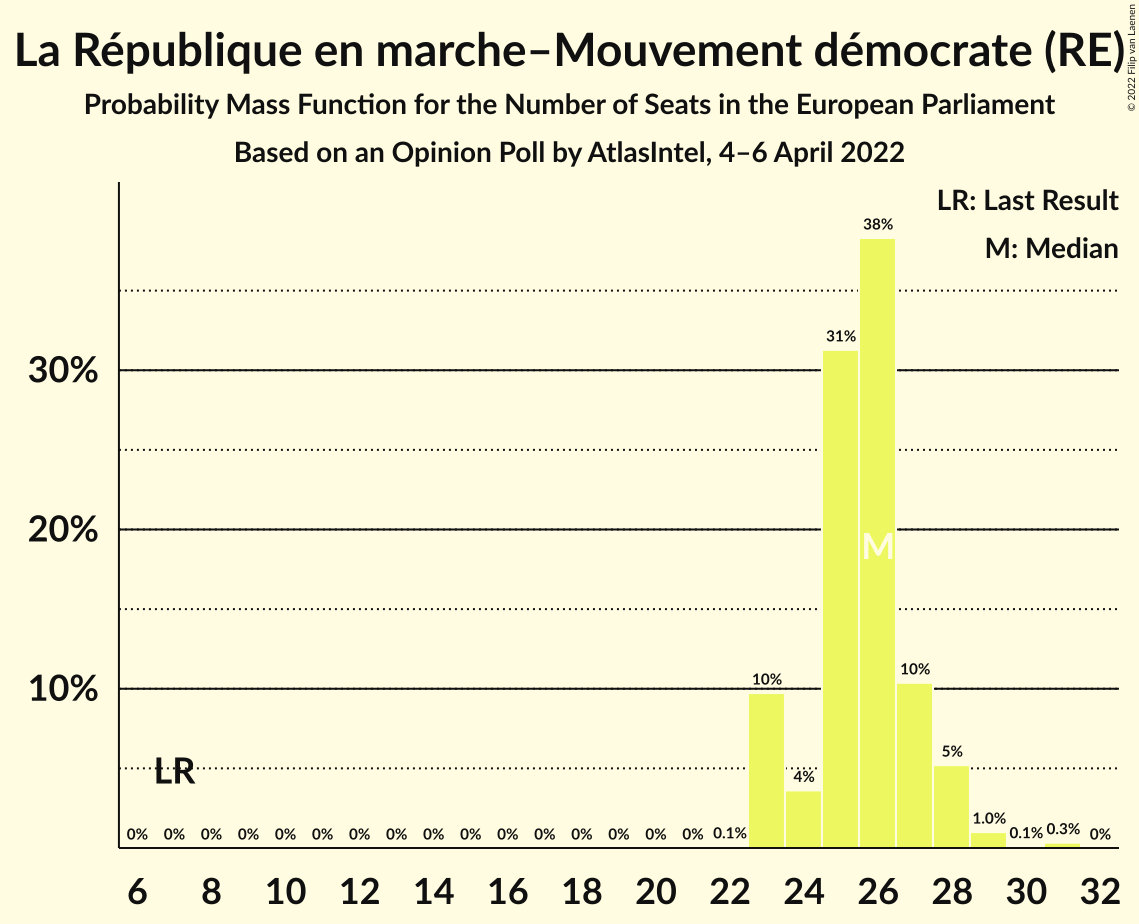 La République en marche–Mouvement démocrate (RE)
Probability Mass Function for the Number of Seats in the European Parliament
Based on an Opinion Poll by AtlasIntel, 4–6 April 2022
© 2022 Filip van Laenen
LR: Last Result
M: Median
38%
31%
30%
20%
M
10%
10%
10%
5%
4%
LR
0% 0% 0% 0% 0% 0% 0% 0% 0% 0% 0% 0% 0% 0% 0% 0% 0.1% 1.0% 0.1% 0.3% 0%
6 8 10 12 14 16 18 20 22 24 26 28 30 32